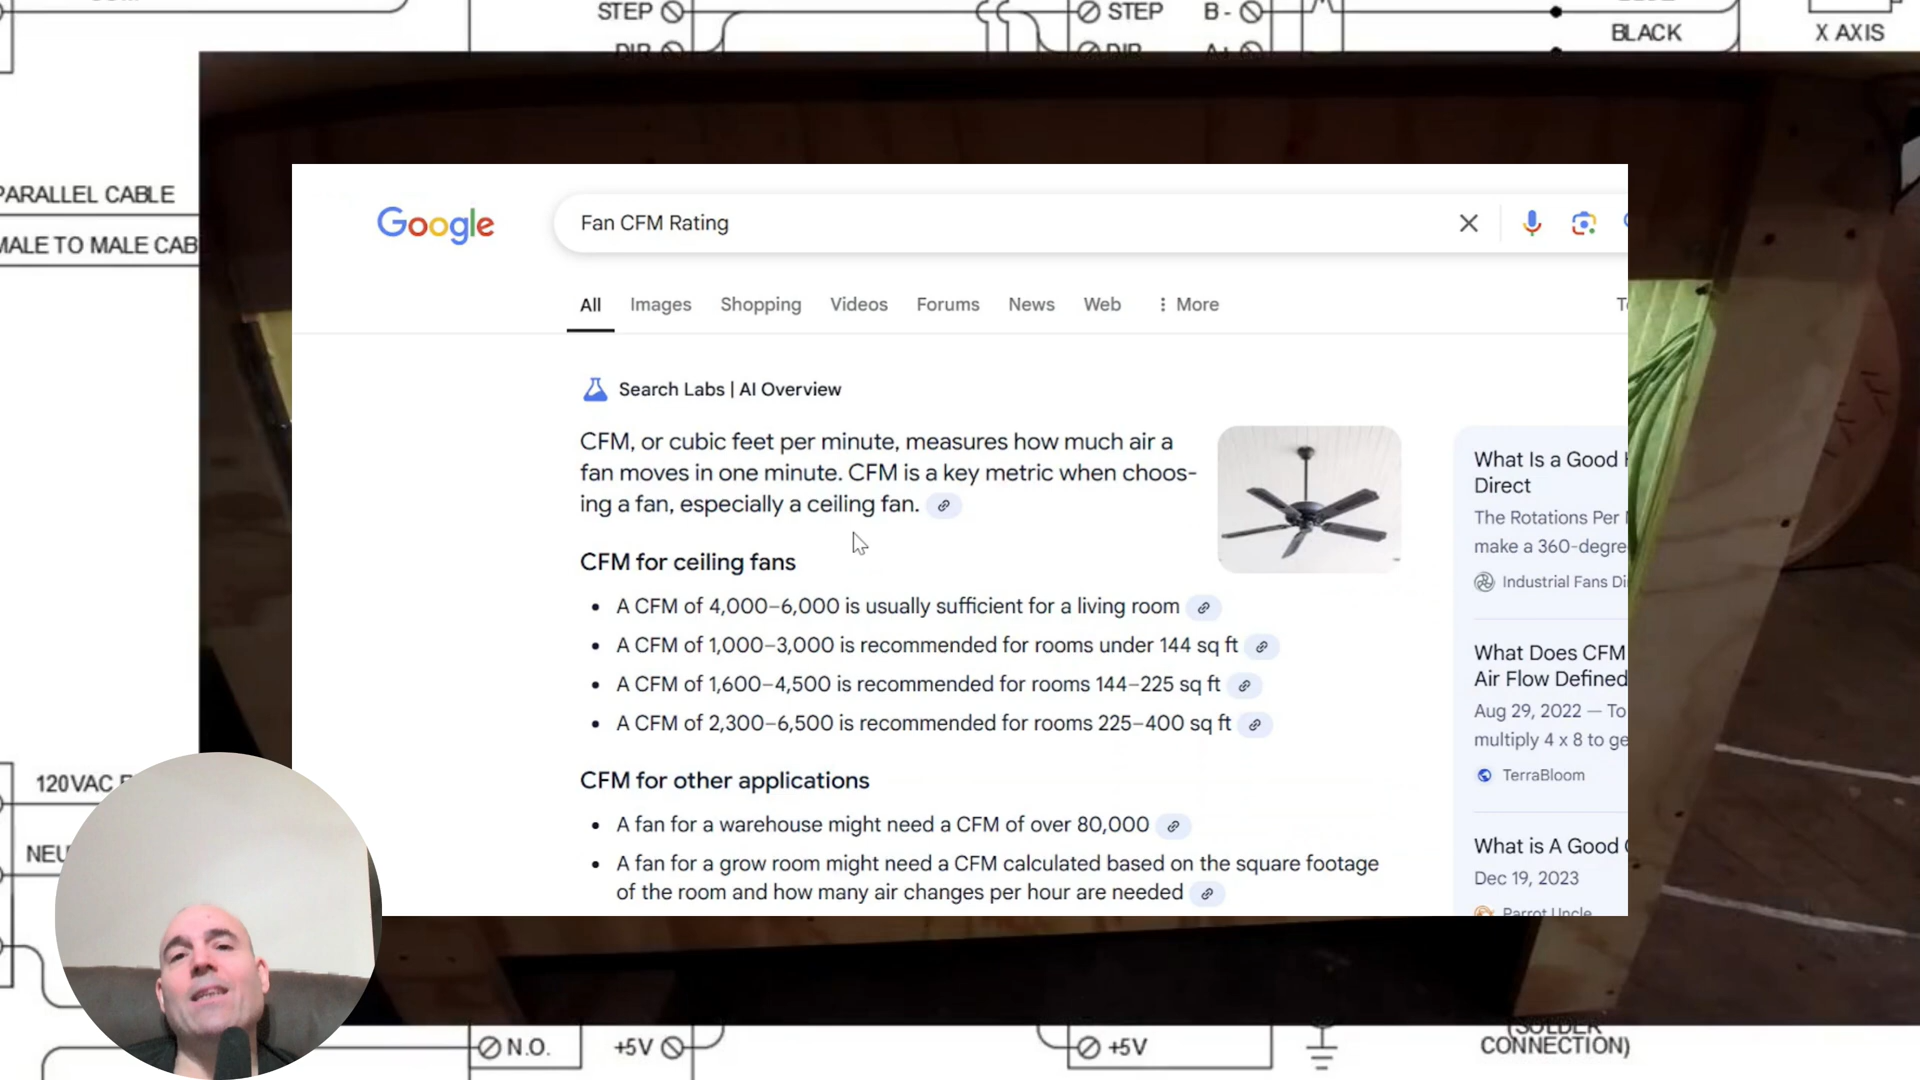 STEP
STEP
B -
BLACK
X AXIS
DIR
DIR
A+
PARALLEL CABLE
MALE TO MALE CAB
Google
Fan CFM Rating
All
Images
Shopping
Videos
Forums
News
Web
More
Search Labs | AI Overview
CFM, or cubic feet per minute, measures how much air a
fan moves in one minute. CFM is a key metric when choos-
ing a fan, especially a ceiling fan.
CFM for ceiling fans
A CFM of 4,000–6,000 is usually sufficient for a living room
A CFM of 1,000–3,000 is recommended for rooms under 144 sq ft
A CFM of 1,600–4,500 is recommended for rooms 144–225 sq ft
A CFM of 2,300–6,500 is recommended for rooms 225–400 sq ft
CFM for other applications
A fan for a warehouse might need a CFM of over 80,000
A fan for a grow room might need a CFM calculated based on the square footage
of the room and how many air changes per hour are needed
What Is a Good
Direct
The Rotations Per
make a 360-degre
Industrial Fans Di
What Does CFM
Air Flow Defined
Aug 29, 2022 — To
multiply 4 x 8 to ge
TerraBloom
What is A Good
Dec 19, 2023
Parrot Uncle
120VAC
NEU
N.O.
+5V
+5V
(SOLDER
CONNECTION)